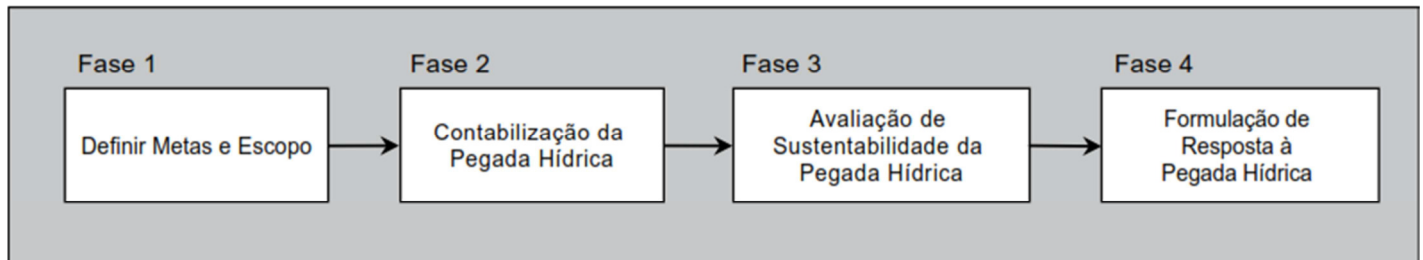 Fase 1
Definir Metas e Escopo
Fase 2
Contabilização da
Pegada Hídrica
Fase 3
Avaliação de
Sustentabilidade da
Pegada Hídrica
Fase 4
Formulação de
Resposta à
Pegada Hídrica